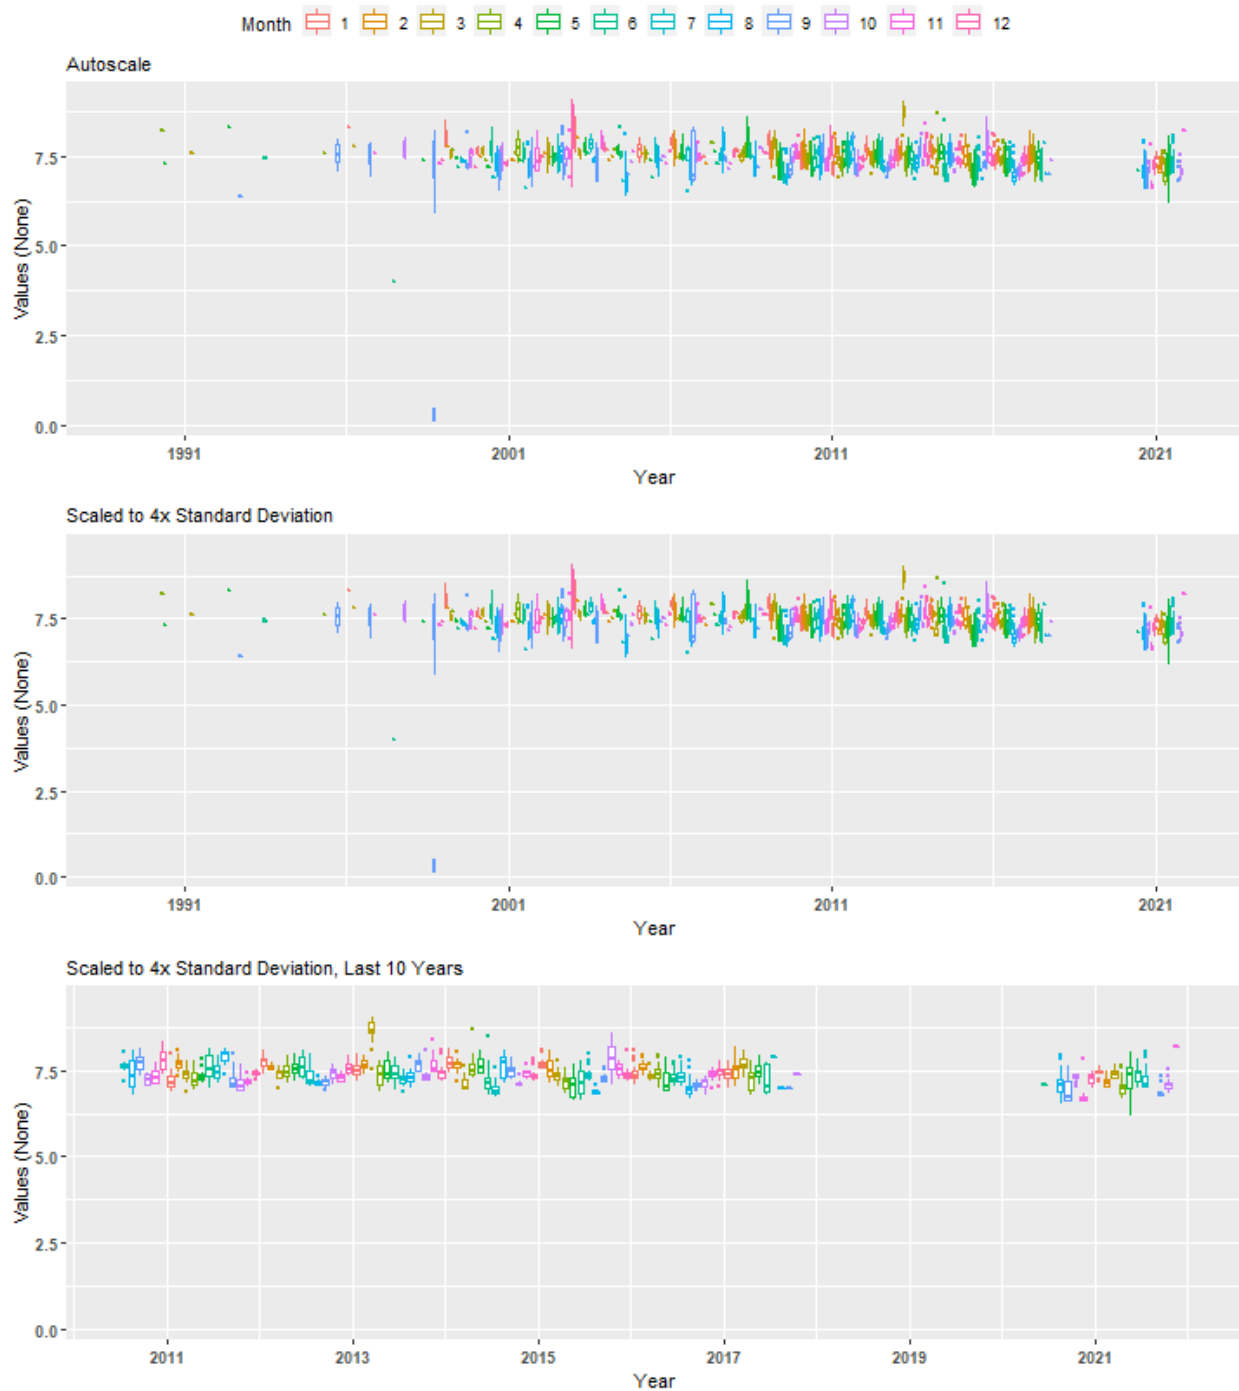 Month 1 2 3 4 5 6 7 8 9 10 11 12
Autoscale
Values (None)
7.5
5.0
2.5
0.0
1991 2001 2011 2021
Year
Scaled to 4x Standard Deviation
Values (None)
7.5
5.0
2.5
0.0
1991 2001 2011 2021
Year
Scaled to 4x Standard Deviation, Last 10 Years
Values (None)
7.5
5.0
2.5
0.0
2011 2013 2015 2017 2019 2021
Year